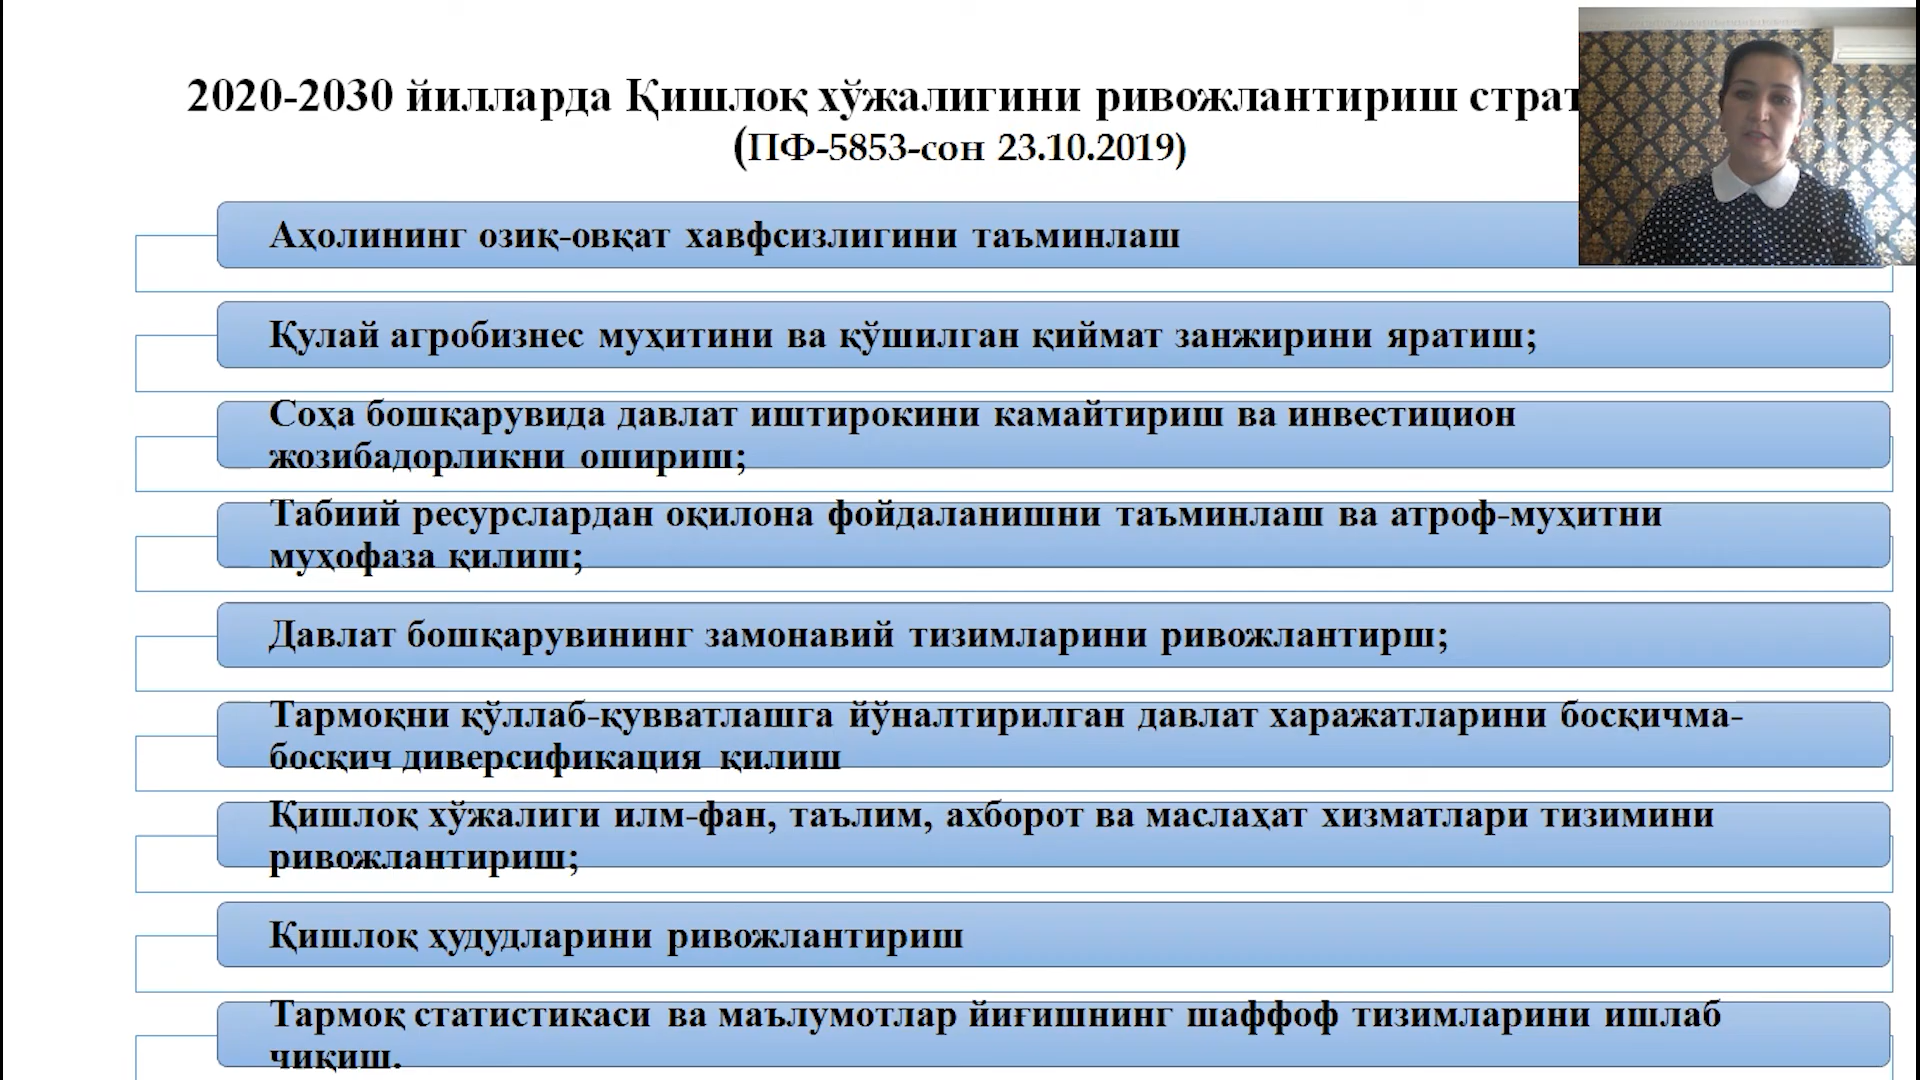 2020-2030 йилларда Қишлоқ хўжалигини ривожлантириш страт
(ПФ-5853-сон 23.10.2019)
Аҳолининг озиқ-овқат хавфсизлигини таъминлаш
Қулай агробизнес муҳитини ва қўшилган қиймат занжирини яратиш;
Соҳа бошқарувида давлат иштирокини камайтириш ва инвестицион
жозибадорликни ошириш;
Табиий ресурслардан оқилона фойдаланишни таъминлаш ва атроф-муҳитни
муҳофаза қилиш;
Давлат бошқарувининг замонавий тизимларини ривожлантирш;
Тармоқни қўллаб-қувватлашга йўналтирилган давлат харажатларини босқичма-
босқич диверсификация қилиш
Қишлоқ хўжалиги илм-фан, таълим, ахборот ва маслаҳат хизматлари тизимини
ривожлантириш;
Қишлоқ ҳудудларини ривожлантириш
Тармоқ статистикаси ва маълумотлар йиғишнинг шаффоф тизимларини ишлаб
чиқиш.